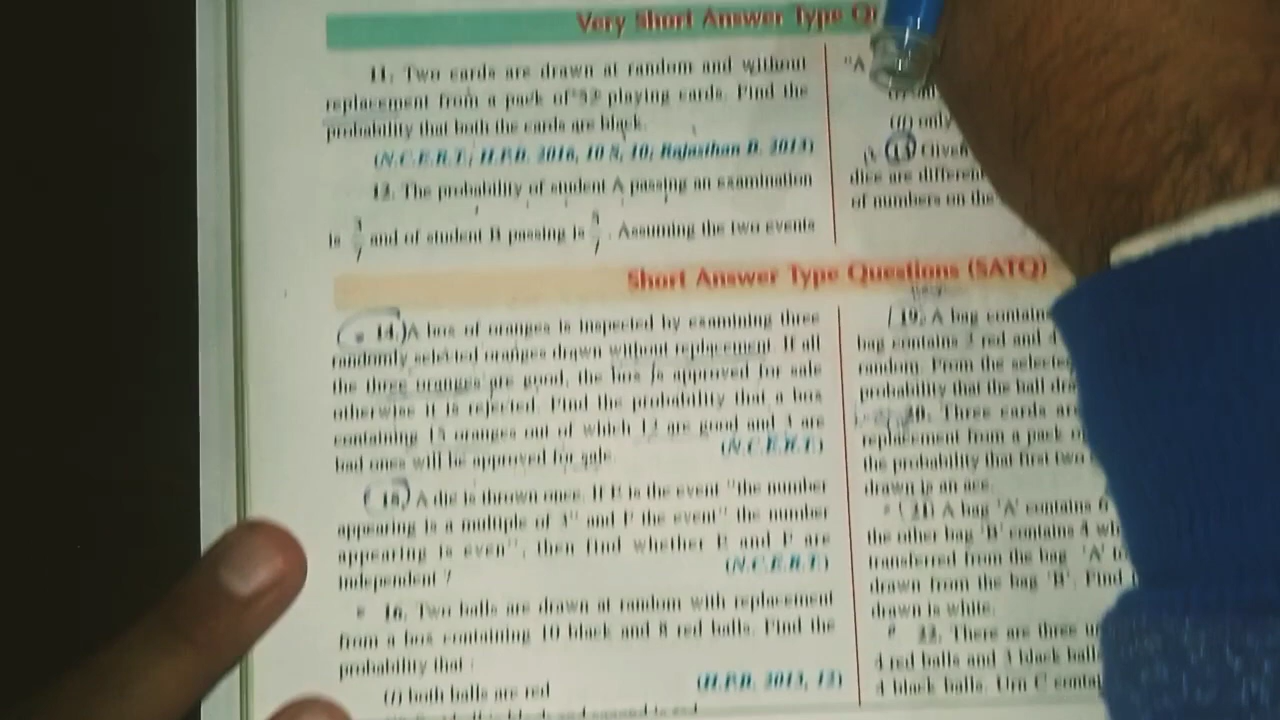 Very Short Answer Type
11. Two cards are drawn at random and without
replacement from a pack of 52 playing cards. Find the
probability that both the cards are black.
(N.C.E.R.T.; H.P.B. 2016, 10 S, 10; Rajasthan B. 2013)
12. The probability of student A passing an examination
is 3/7 and of student B passing is 5/7. Assuming the two events
"A
(ii) only
13. Given
dice are different
of numbers on the
Short Answer Type Questions (SATQ)
14. A box of oranges is inspected by examining three
randomly selected oranges drawn without replacement. If all
the three oranges are good, the box is approved for sale
otherwise it is rejected. Find the probability that a box
containing 15 oranges out of which 12 are good and 3 are
bad ones will be approved for sale. (N.C.E.R.T.)
15. A die is thrown once. If E is the event "the number
appearing is a multiple of 3" and F the event" the number
appearing is even", then find whether E and F are
independent ? (N.C.E.R.T.)
16. Two balls are drawn at random with replacement
from a box containing 10 black and 8 red balls. Find the
probability that :
(i) both balls are red (H.P.B. 2013, 12)
19. A bag contains
bag contains 2 red and 4
random. From the selected
probability that the ball
20. Three cards are
replacement from a pack
the probability that first two
drawn is an ace.
21. A bag 'A' contains 6
the other bag 'B' contains 4
transferred from the bag 'A'
drawn from the bag 'B'. Find
drawn is white.
22. There are three
4 red balls and 3 black
4 black balls. Urn C